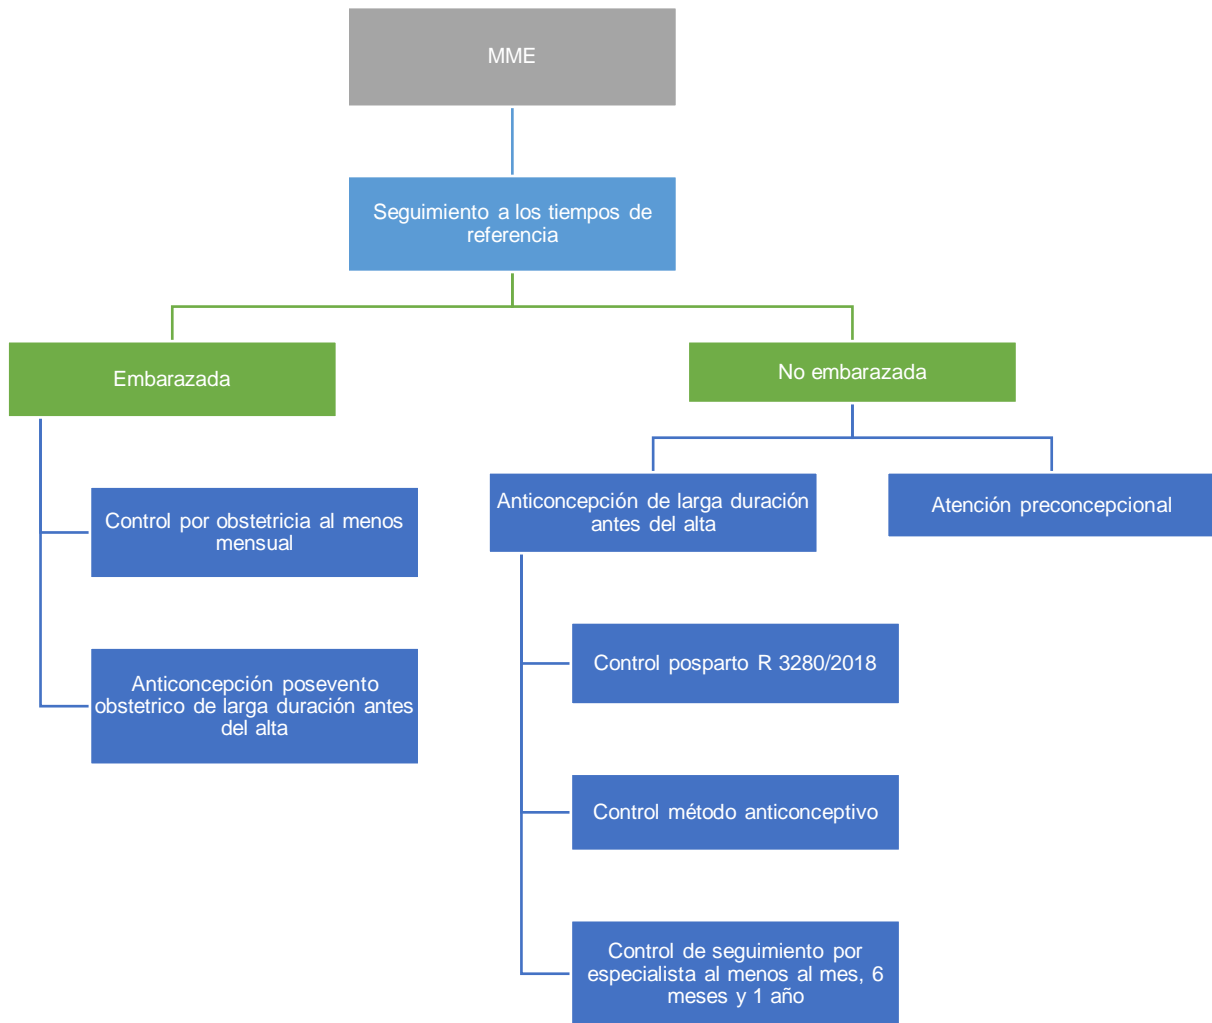 MME
Seguimiento a los tiempos de
referencia
Embarazada
No embarazada
Control por obstetricia al menos
mensual
Anticoncepción posevento
obstetrico de larga duración antes
del alta
Anticoncepción de larga duración
antes del alta
Atención preconcepcional
Control posparto R 3280/2018
Control método anticonceptivo
Control de seguimiento por
especialista al menos al mes, 6
meses y 1 año